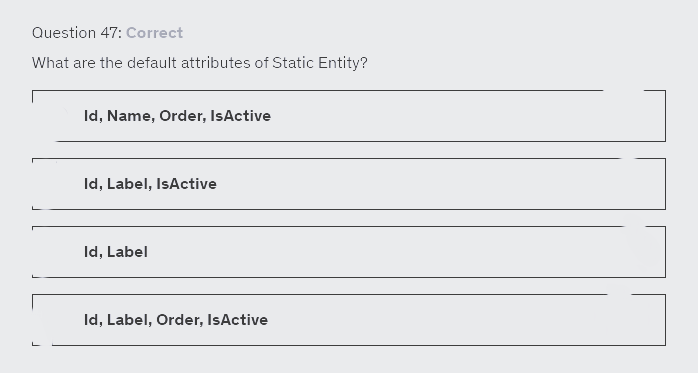 Question 47: Correct
What are the default attributes of Static Entity?
Id, Name, Order, IsActive
Id, Label, IsActive
Id, Label
Id, Label, Order, IsActive